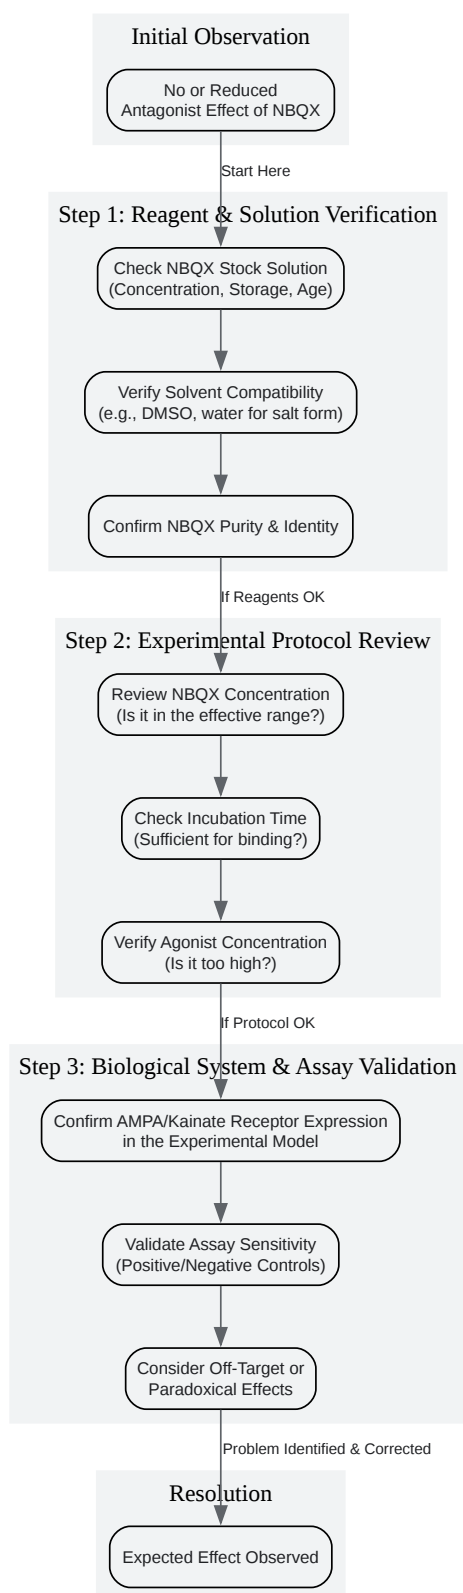 Initial Observation
No or Reduced
Antagonist Effect of NBQX
Start Here
Step 1: Reagent & Solution Verification
Check NBQX Stock Solution
(Concentration, Storage, Age)
Verify Solvent Compatibility
(e.g., DMSO, water for salt form)
Confirm NBQX Purity & Identity
If Reagents OK
Step 2: Experimental Protocol Review
Review NBQX Concentration
(Is it in the effective range?)
Check Incubation Time
(Sufficient for binding?)
Verify Agonist Concentration
(Is it too high?)
If Protocol OK
Step 3: Biological System & Assay Validation
Confirm AMPA/Kainate Receptor Expression
in the Experimental Model
Validate Assay Sensitivity
(Positive/Negative Controls)
Consider Off-Target or
Paradoxical Effects
Problem Identified & Corrected
Resolution
Expected Effect Observed